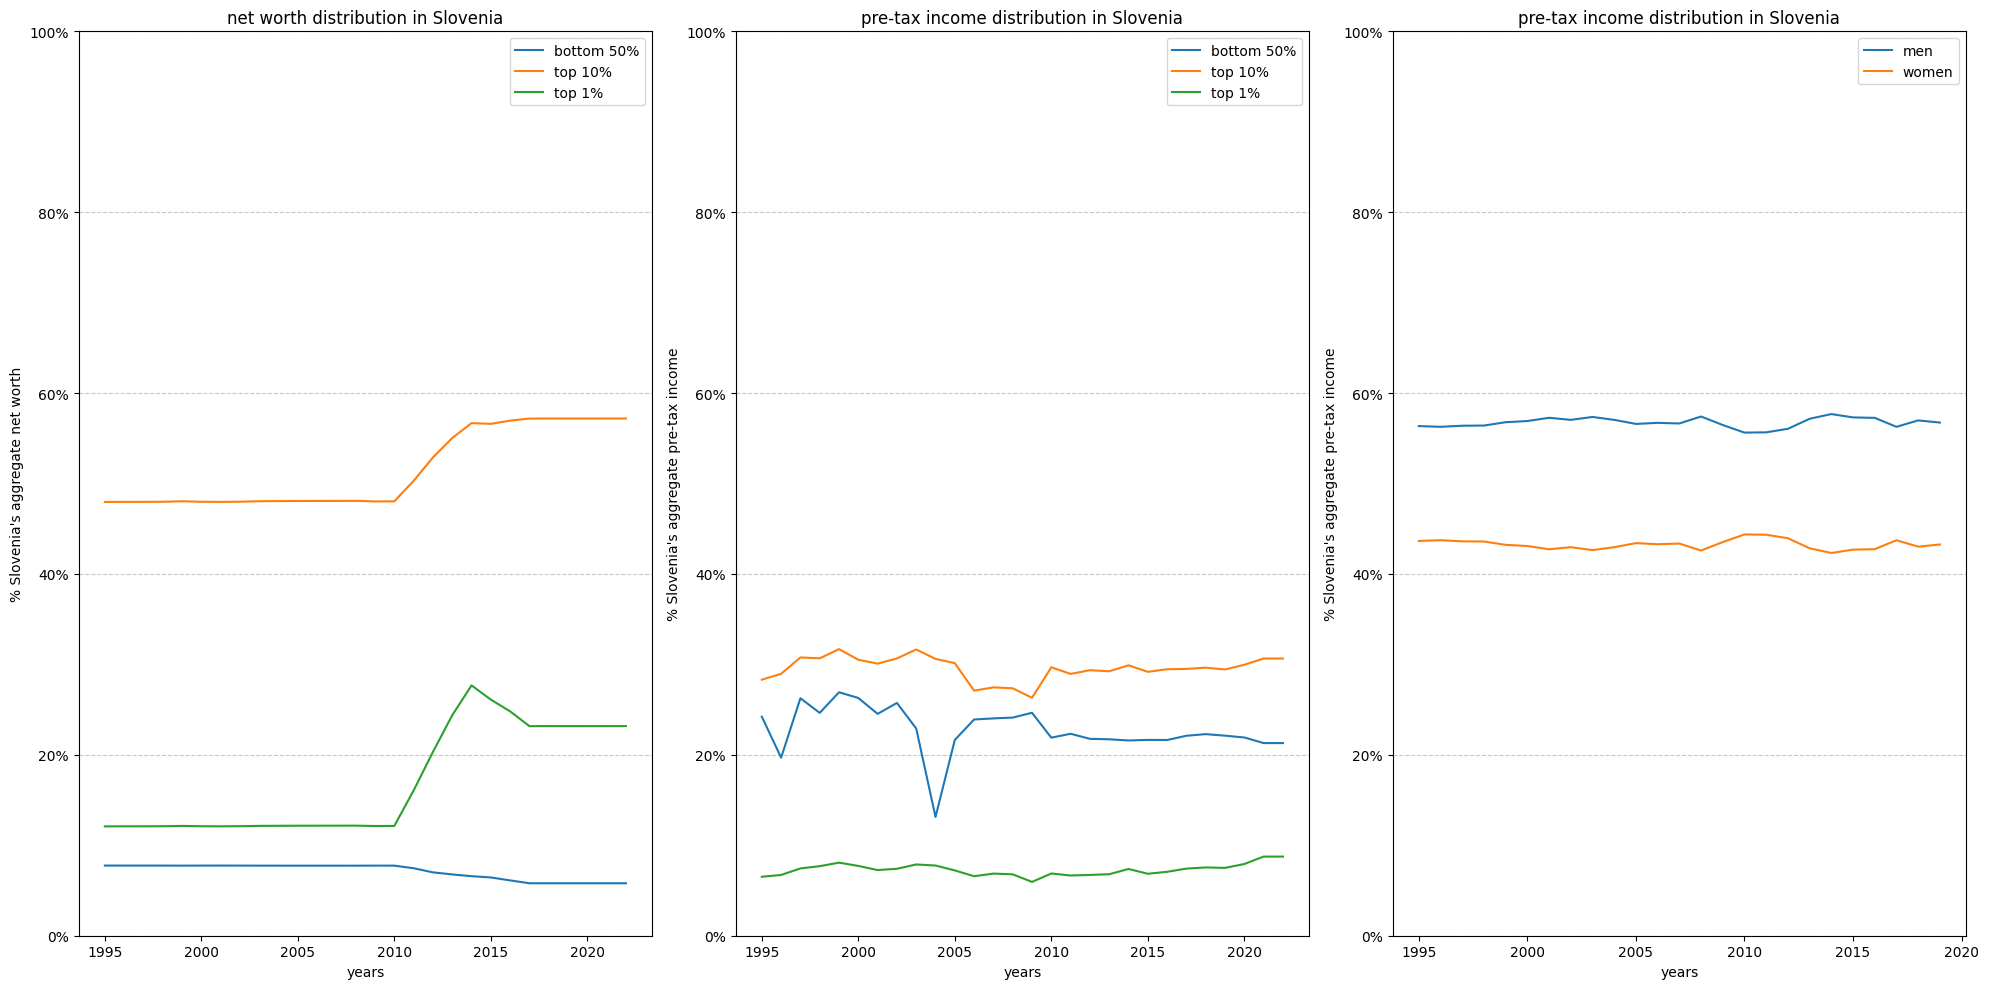 net worth distribution in Slovenia
100%
80%
60%
40%
20%
0%
% Slovenia's aggregate net worth
bottom 50%
top 10%
top 1%
1995 2000 2005 2010 2015 2020
years
pre-tax income distribution in Slovenia
100%
80%
60%
40%
20%
0%
% Slovenia's aggregate pre-tax income
bottom 50%
top 10%
top 1%
1995 2000 2005 2010 2015 2020
years
pre-tax income distribution in Slovenia
100%
80%
60%
40%
20%
0%
% Slovenia's aggregate pre-tax income
men
women
1995 2000 2005 2010 2015 2020
years